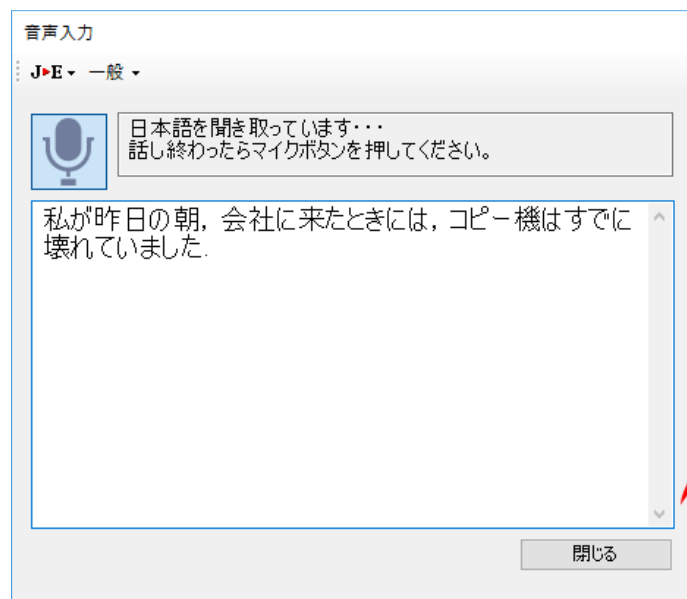 音声入力
J▶E 一般
日本語を聞き取っています・・・
話し終わったらマイクボタンを押してください。
私が昨日の朝, 会社に来たときには, コピー機はすでに
壊れていました.
閉じる